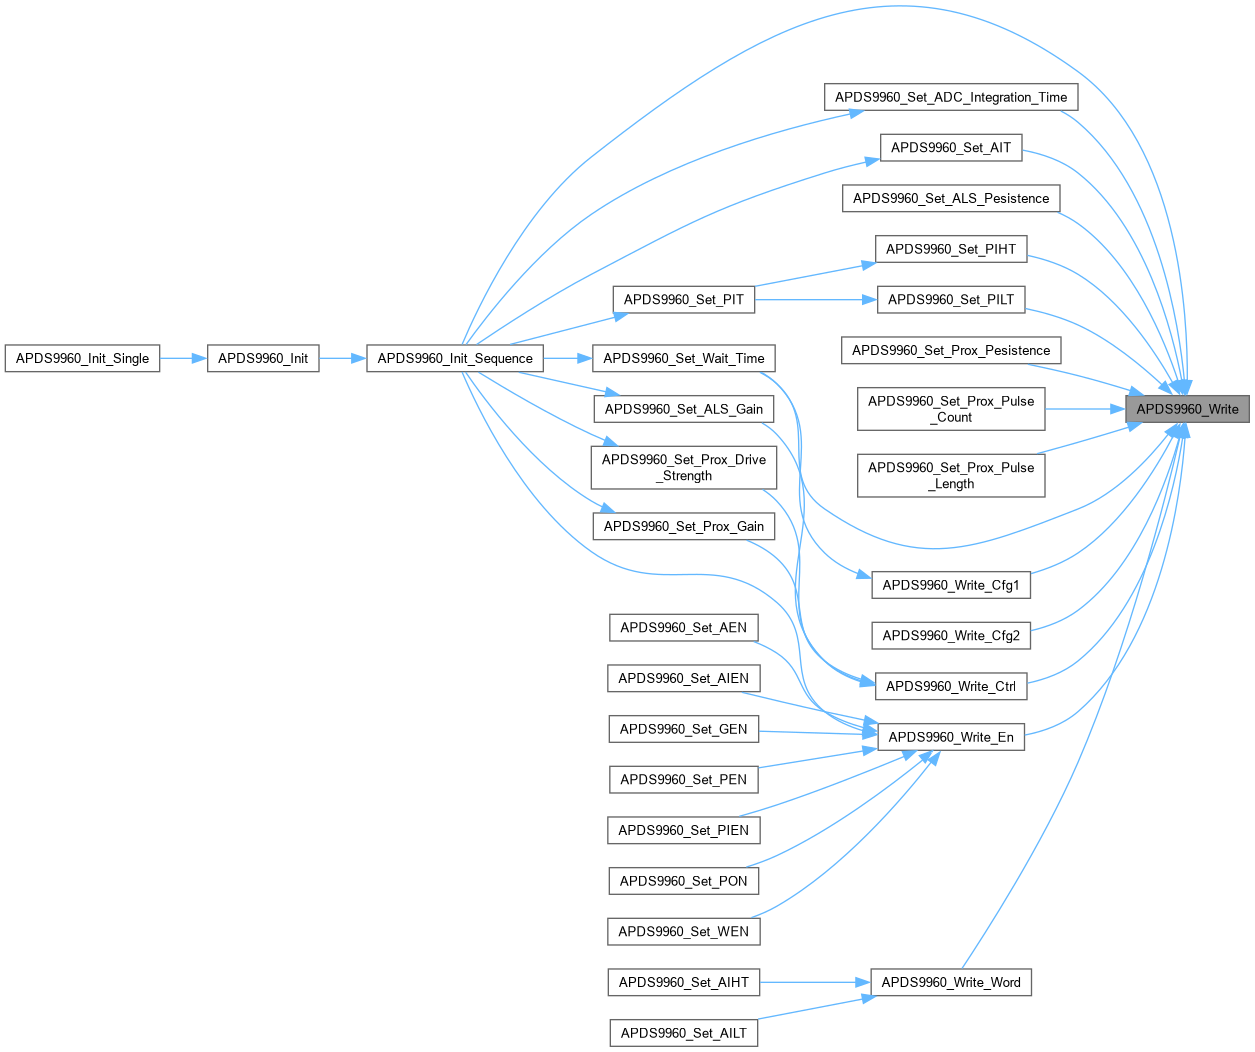 APDS9960_Set_ADC_Integration_Time
APDS9960_Set_AIT
APDS9960_Set_ALS_Pesistence
APDS9960_Set_PIHT
APDS9960_Set_PIT
APDS9960_Set_PILT
APDS9960_Init_Single
APDS9960_Init
APDS9960_Init_Sequence
APDS9960_Set_Wait_Time
APDS9960_Set_Prox_Pesistence
APDS9960_Set_ALS_Gain
APDS9960_Set_Prox_Pulse
_Count
APDS9960_Write
APDS9960_Set_Prox_Drive
_Strength
APDS9960_Set_Prox_Pulse
_Length
APDS9960_Set_Prox_Gain
APDS9960_Write_Cfg1
APDS9960_Set_AEN
APDS9960_Write_Cfg2
APDS9960_Set_AIEN
APDS9960_Write_Ctrl
APDS9960_Set_GEN
APDS9960_Write_En
APDS9960_Set_PEN
APDS9960_Set_PIEN
APDS9960_Set_PON
APDS9960_Set_WEN
APDS9960_Set_AIHT
APDS9960_Write_Word
APDS9960_Set_AILT